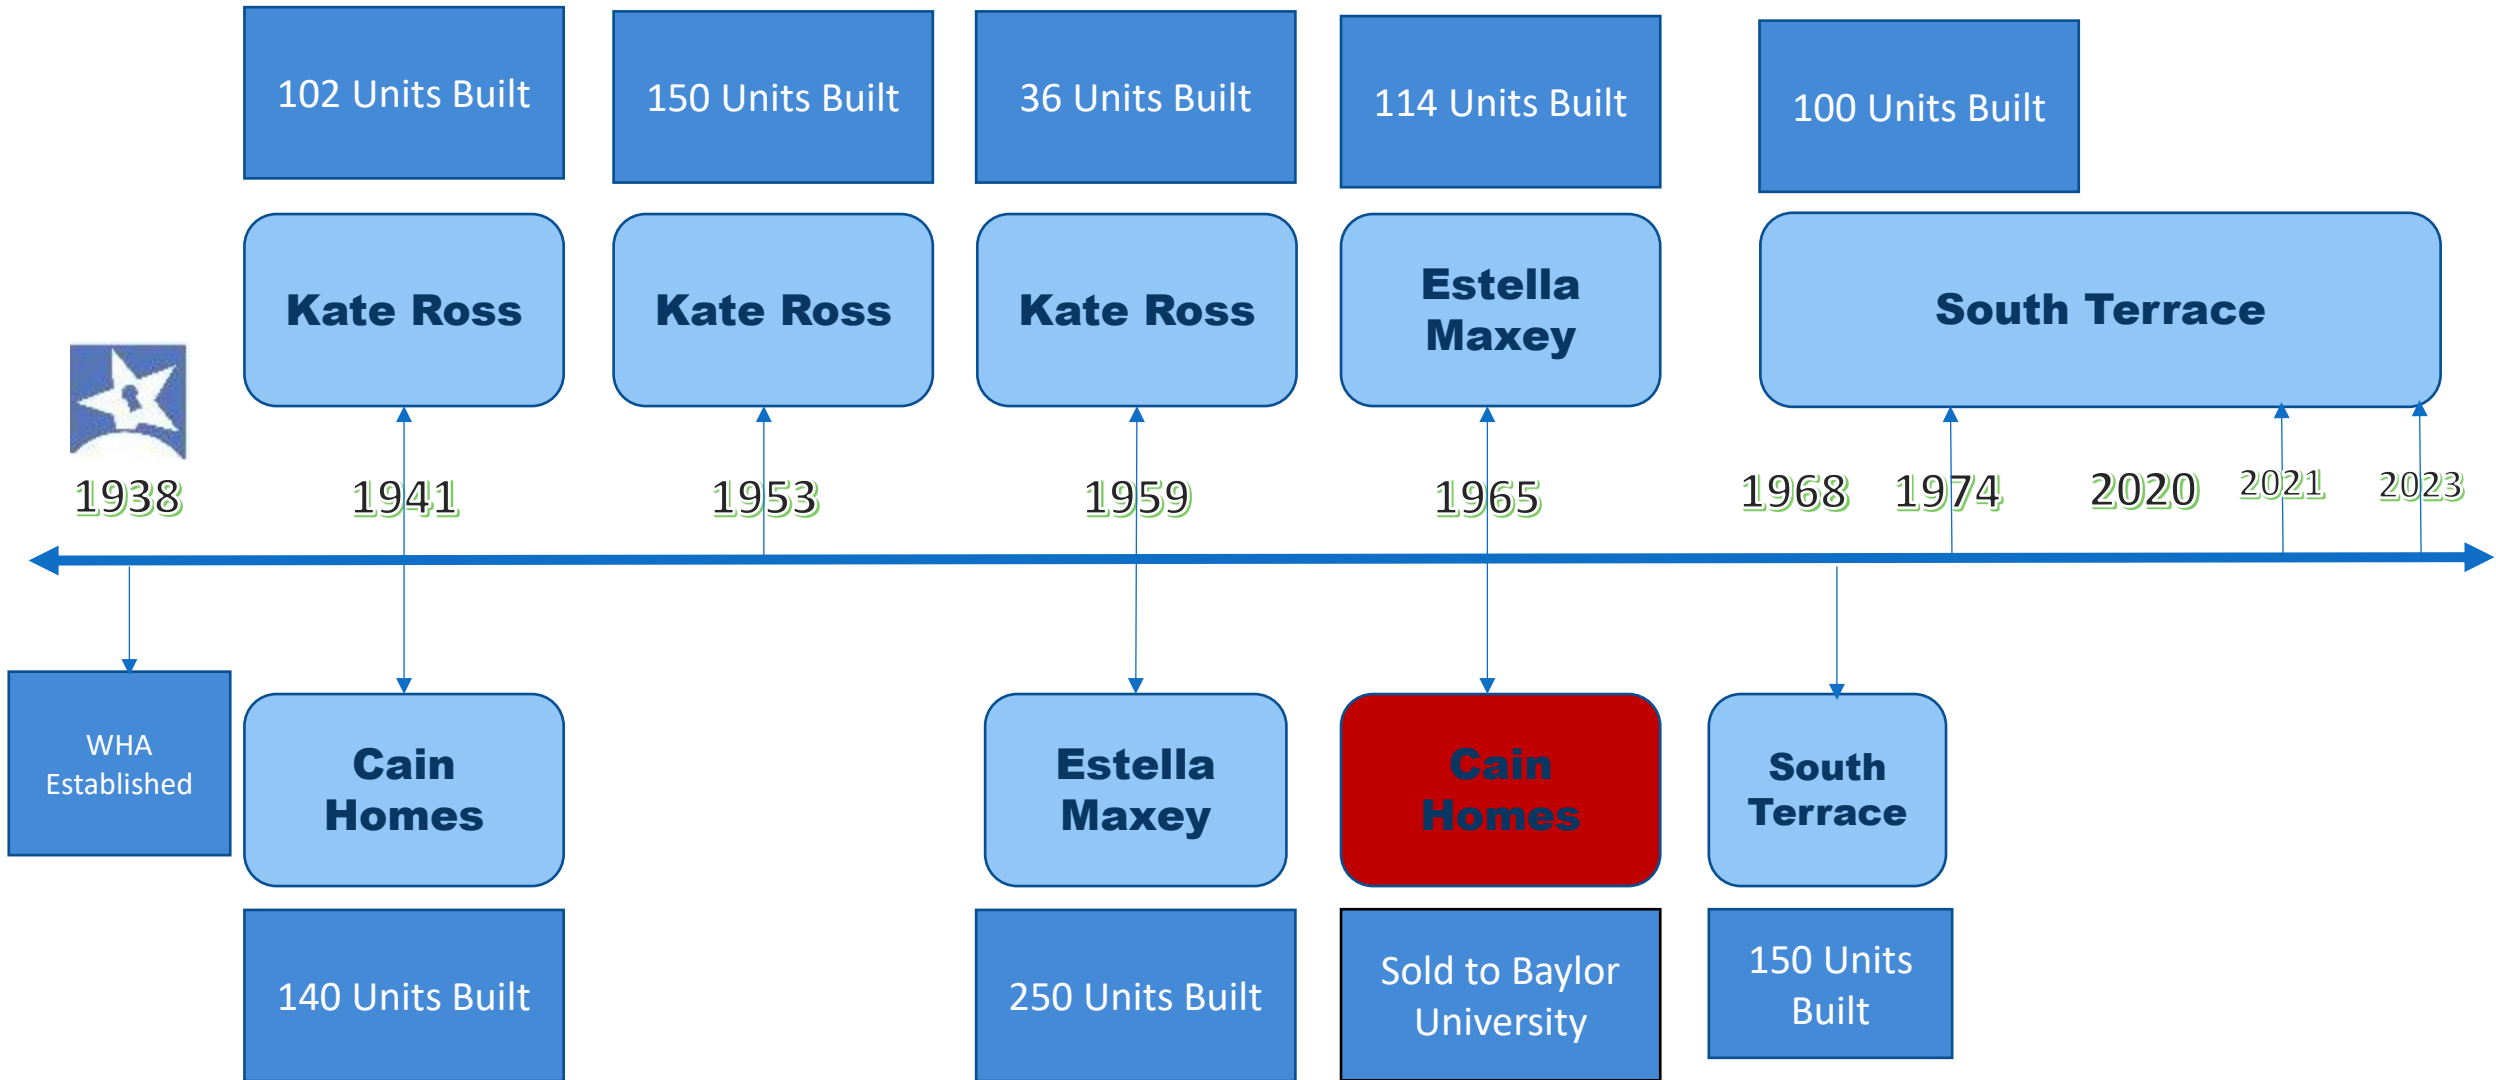 102 Units Built
150 Units Built
36 Units Built
114 Units Built
100 Units Built
Kate Ross
Kate Ross
Kate Ross
Estella
Maxey
South Terrace
1938
1941
1953
1959
1965
1968
1974
2020
2021
2023
WHA
Established
Cain
Homes
Estella
Maxey
Cain
Homes
South
Terrace
140 Units Built
250 Units Built
Sold to Baylor
University
150 Units
Built